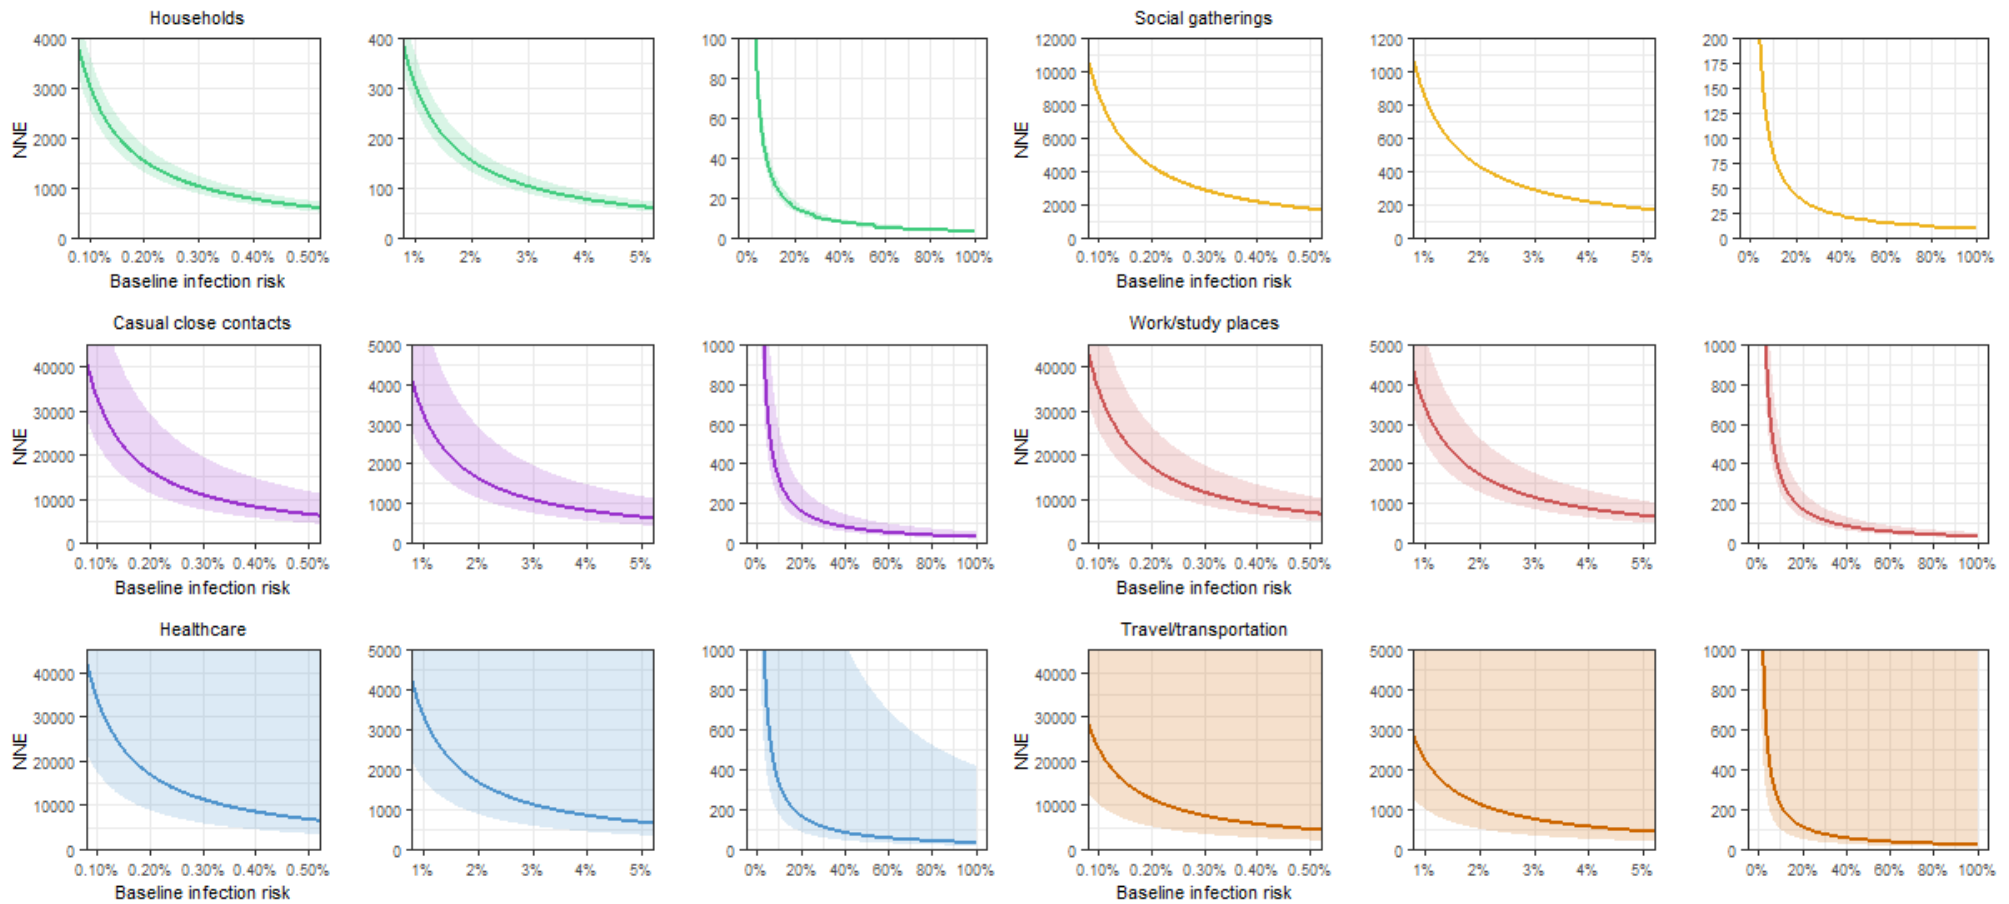 Households
Social gatherings
NNE
4000
3000
2000
1000
0
0.10% 0.20% 0.30% 0.40% 0.50%
Baseline infection risk
400
300
200
100
0
1% 2% 3% 4% 5%
100
80
60
40
20
0
0% 20% 40% 60% 80% 100%
NNE
12000
10000
8000
6000
4000
2000
0
0.10% 0.20% 0.30% 0.40% 0.50%
Baseline infection risk
1200
1000
800
600
400
200
0
1% 2% 3% 4% 5%
200
175
150
125
100
75
50
25
0
0% 20% 40% 60% 80% 100%
Casual close contacts
Work/study places
NNE
40000
30000
20000
10000
0
0.10% 0.20% 0.30% 0.40% 0.50%
Baseline infection risk
5000
4000
3000
2000
1000
0
1% 2% 3% 4% 5%
1000
800
600
400
200
0
0% 20% 40% 60% 80% 100%
NNE
40000
30000
20000
10000
0
0.10% 0.20% 0.30% 0.40% 0.50%
Baseline infection risk
5000
4000
3000
2000
1000
0
1% 2% 3% 4% 5%
1000
800
600
400
200
0
0% 20% 40% 60% 80% 100%
Healthcare
Travel/transportation
NNE
40000
30000
20000
10000
0
0.10% 0.20% 0.30% 0.40% 0.50%
Baseline infection risk
5000
4000
3000
2000
1000
0
1% 2% 3% 4% 5%
1000
800
600
400
200
0
0% 20% 40% 60% 80% 100%
NNE
40000
30000
20000
10000
0
0.10% 0.20% 0.30% 0.40% 0.50%
Baseline infection risk
5000
4000
3000
2000
1000
0
1% 2% 3% 4% 5%
1000
800
600
400
200
0
0% 20% 40% 60% 80% 100%